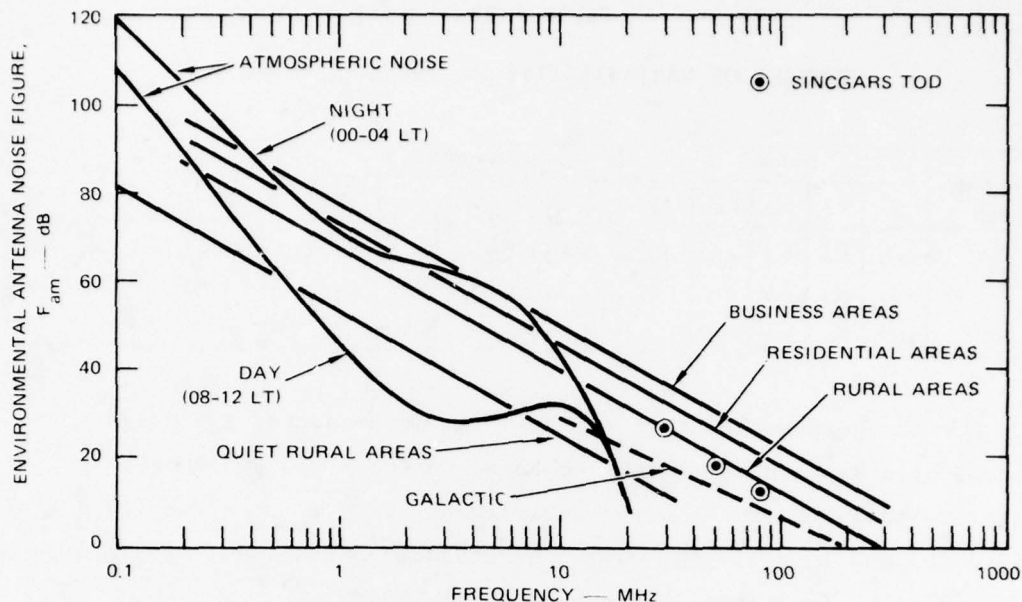 ENVIRONMENTAL ANTENNA NOISE FIGURE,
F_am — dB
120
100
80
60
40
20
0
ATMOSPHERIC NOISE
NIGHT
(00-04 LT)
SINCGARS TOD
BUSINESS AREAS
RESIDENTIAL AREAS
RURAL AREAS
DAY
(08-12 LT)
QUIET RURAL AREAS
GALACTIC
0.1
1
10
100
1000
FREQUENCY — MHz